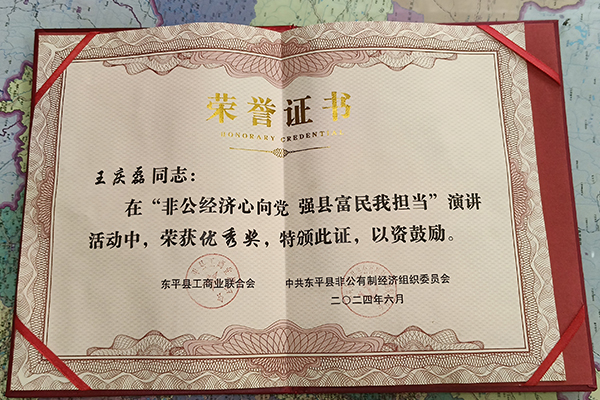 荣誉证书
HONORARY CREDENTIAL
王庆磊同志：
在“非公经济心向党 强县富民我担当”演讲
活动中，荣获优秀奖，特颁此证，以资鼓励。
东平县工商业联合会 中共东平县非公有制经济组织委员会
二〇二四年六月